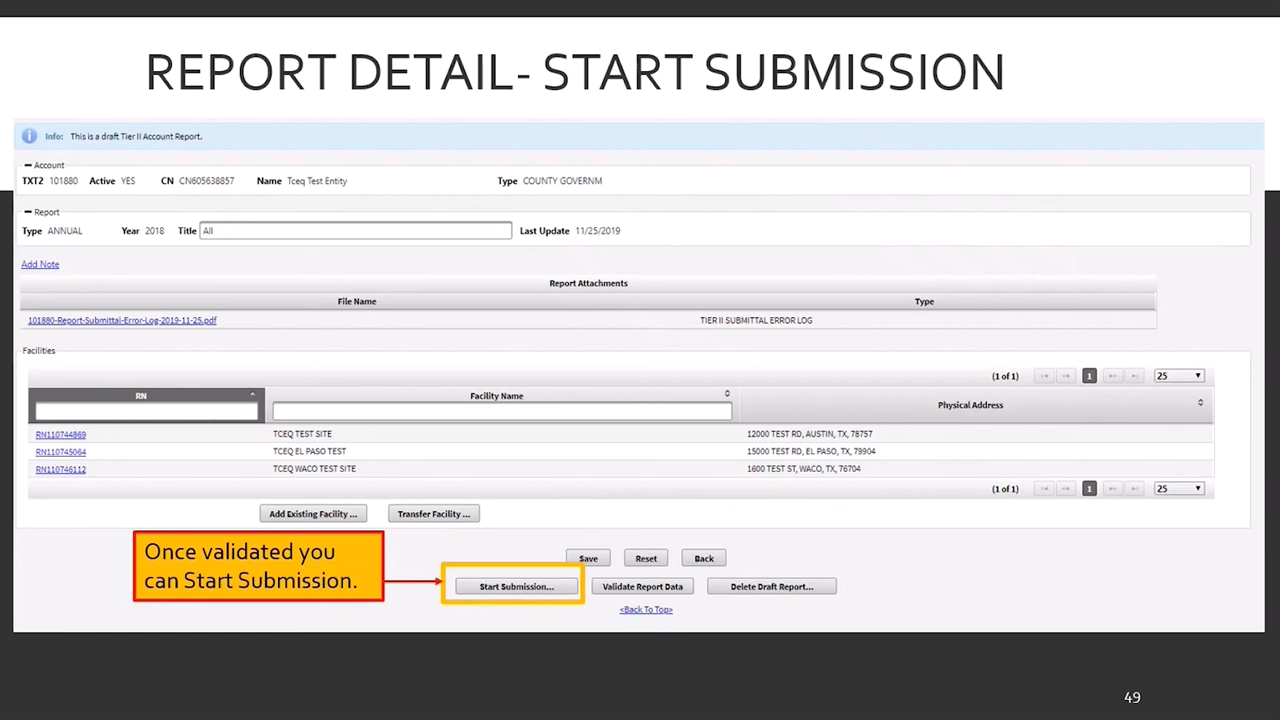 REPORT DETAIL- START SUBMISSION
Info: This is a draft Tier II Account Report.
Account
TXT2 101880 Active YES CN CN605638857 Name Tceq Test Entity Type COUNTY GOVERNM
Report
Type ANNUAL Year 2018 Title All Last Update 11/25/2019
Add Note
Report Attachments
File Name Type
101880-Report-Submittal-Error-Log-2019-11-25.pdf TIER II SUBMITTAL ERROR LOG
Facilities
(1 of 1) 1 25
RN Facility Name Physical Address
RN110744869 TCEQ TEST SITE 12000 TEST RD, AUSTIN, TX, 78757
RN110745064 TCEQ EL PASO TEST 15000 TEST RD, EL PASO, TX, 79904
RN110746112 TCEQ WACO TEST SITE 1600 TEST ST, WACO, TX, 76704
(1 of 1) 1 25
Add Existing Facility ... Transfer Facility ...
Once validated you
can Start Submission.
Save Reset Back
Start Submission... Validate Report Data Delete Draft Report...
<Back To Top>
49